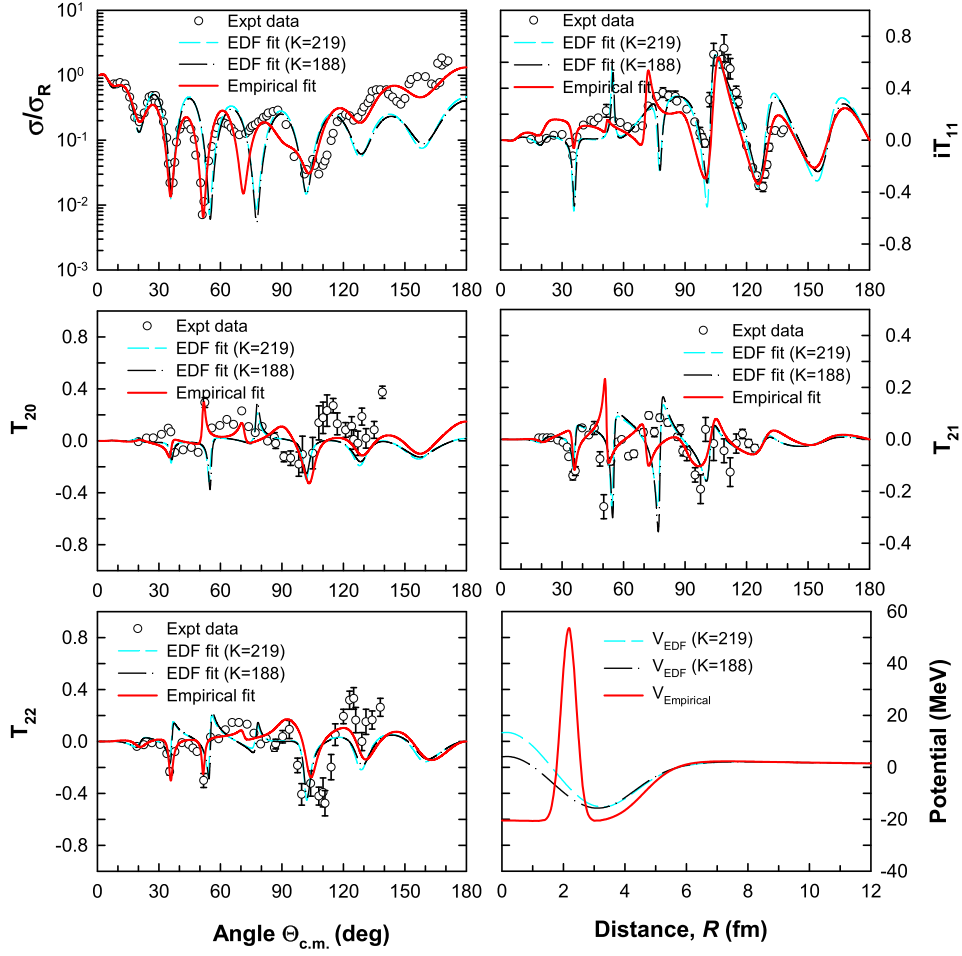 σ/σR
10¹
10⁰
10⁻¹
10⁻²
10⁻³
Expt data
EDF fit (K=219)
EDF fit (K=188)
Empirical fit
0 30 60 90 120 150 180
Expt data
EDF fit (K=219)
EDF fit (K=188)
Empirical fit
0.8
0.4
0.0
-0.4
-0.8
iT11
0 30 60 90 120 150 180
T20
0.8
0.4
0.0
-0.4
-0.8
Expt data
EDF fit (K=219)
EDF fit (K=188)
Empirical fit
0 30 60 90 120 150 180
Expt data
EDF fit (K=219)
EDF fit (K=188)
Empirical fit
0.4
0.2
0.0
-0.2
-0.4
T21
0 30 60 90 120 150 180
T22
0.8
0.4
0.0
-0.4
-0.8
Expt data
EDF fit (K=219)
EDF fit (K=188)
Empirical fit
0 30 60 90 120 150 180
Angle Θc.m. (deg)
VEDF (K=219)
VEDF (K=188)
VEmpirical
60
40
20
0
-20
-40
Potential (MeV)
0 2 4 6 8 10 12
Distance, R (fm)